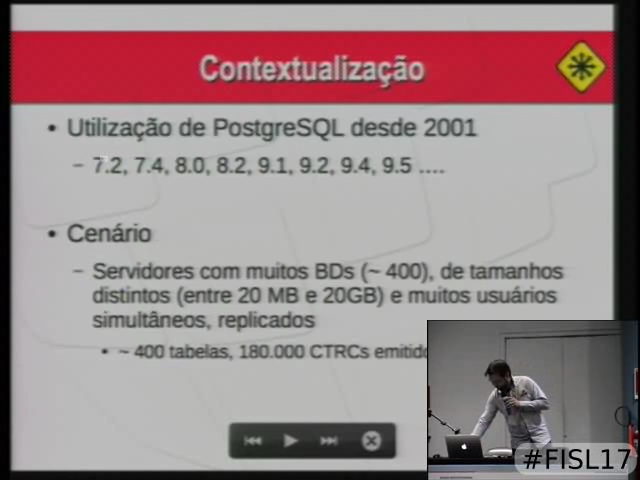 Contextualização
• Utilização de PostgreSQL desde 2001
– 7.2, 7.4, 8.0, 8.2, 9.1, 9.2, 9.4, 9.5 ....
• Cenário
– Servidores com muitos BDs (~ 400), de tamanhos
distintos (entre 20 MB e 20GB) e muitos usuários
simultâneos, replicados
• ~ 400 tabelas, 180.000 CTRCs
#FISL17